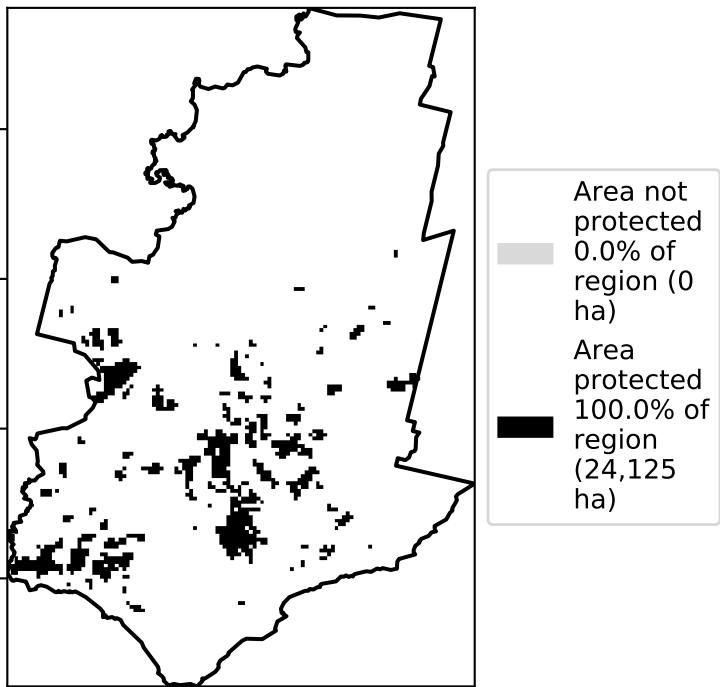 Area not
protected
0.0% of
region (0
ha)
Area
protected
100.0% of
region
(24,125
ha)